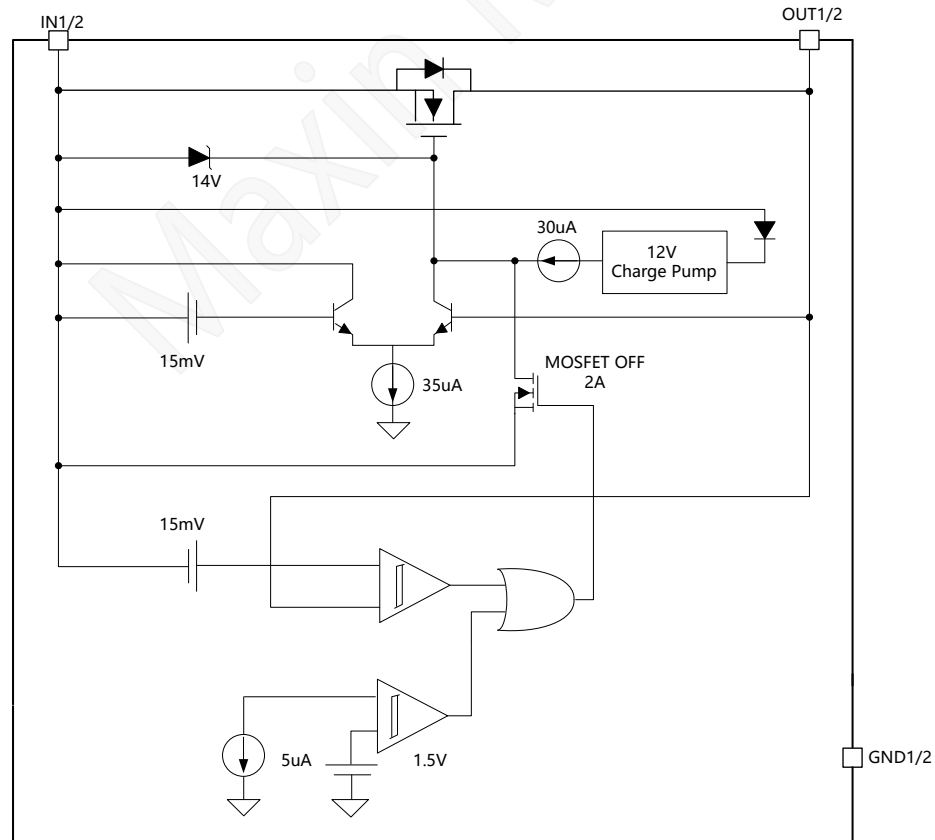 IN1/2
OUT1/2
14V
30uA
12V
Charge Pump
15mV
35uA
MOSFET OFF
2A
15mV
5uA
1.5V
GND1/2
Maxin